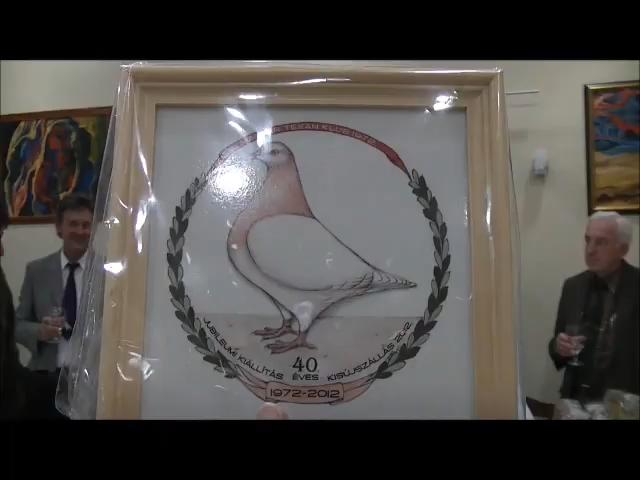 TEXAN KLUB 1972
JUBILEUMI KIÁLLÍTÁS
40
ÉVES
KISÚJSZÁLLÁS 2012
1972-2012